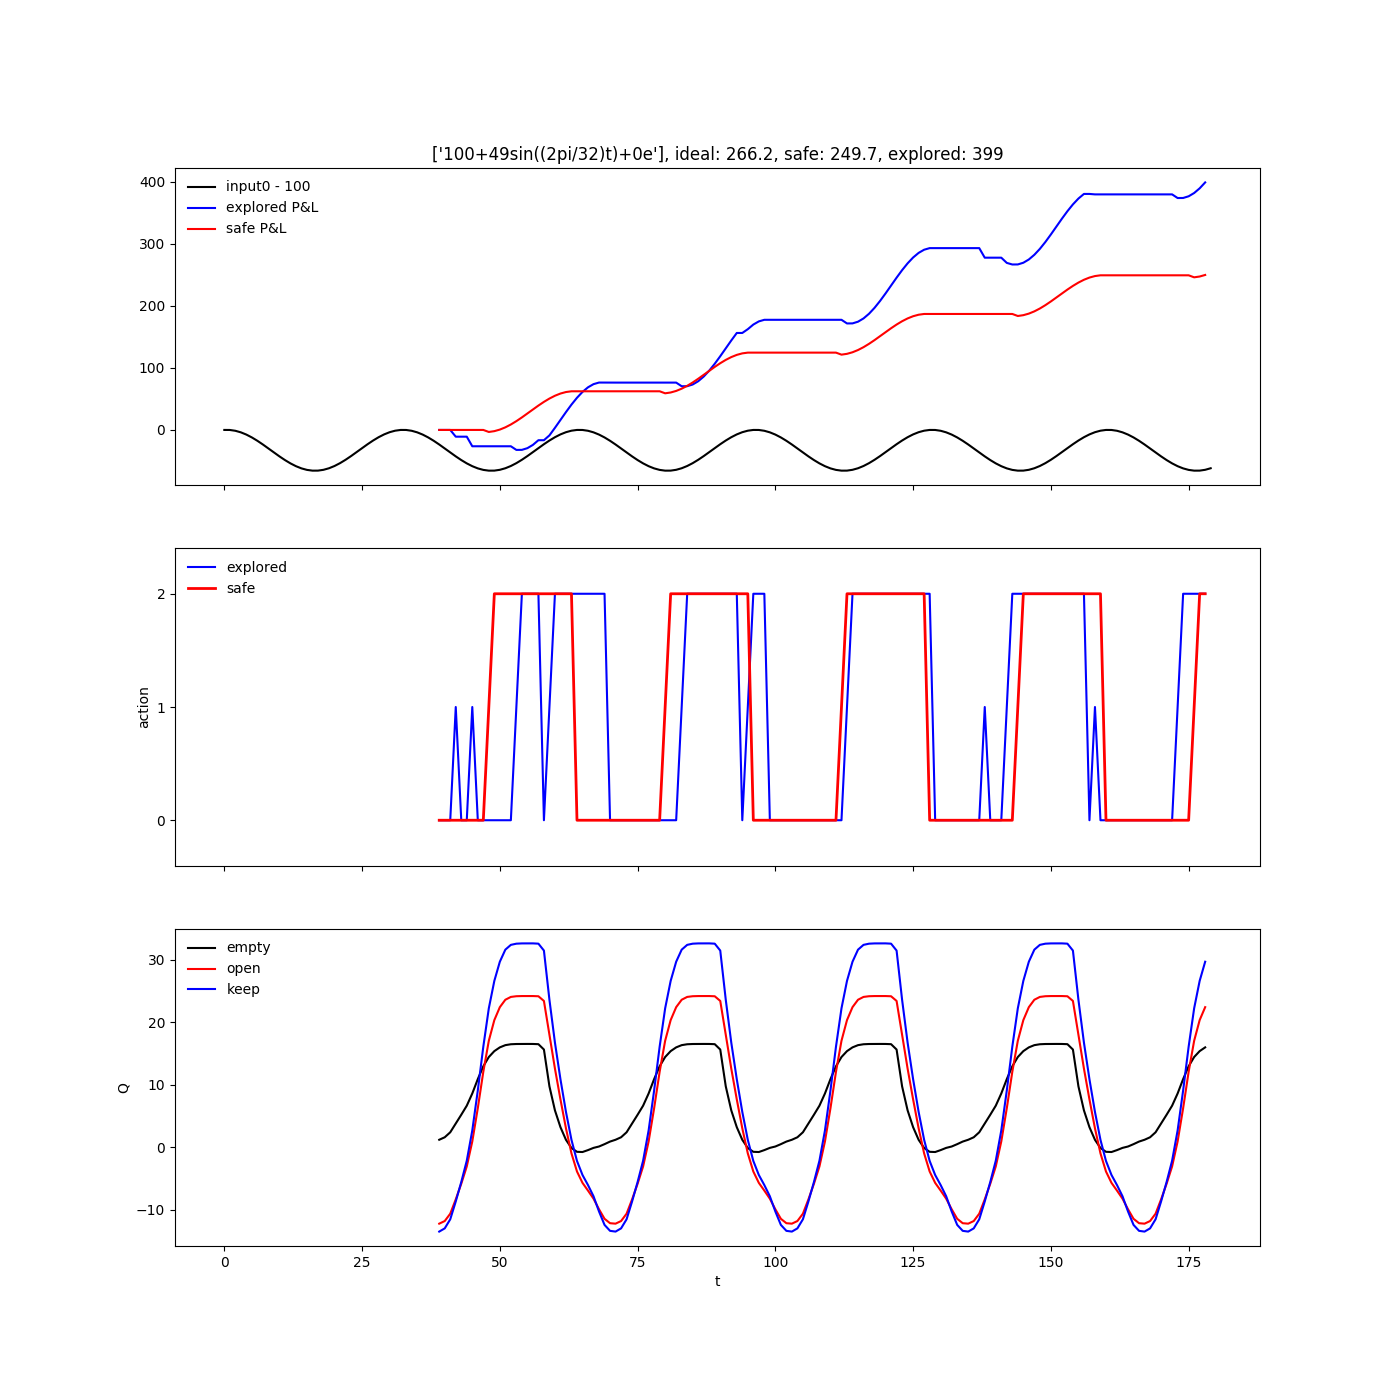 ['100+49sin((2pi/32)t)+0e'], ideal: 266.2, safe: 249.7, explored: 399
input0 - 100
explored P&L
safe P&L
400
300
200
100
0
explored
safe
2
1
0
action
empty
open
keep
30
20
10
0
−10
Q
0 25 50 75 100 125 150 175
t